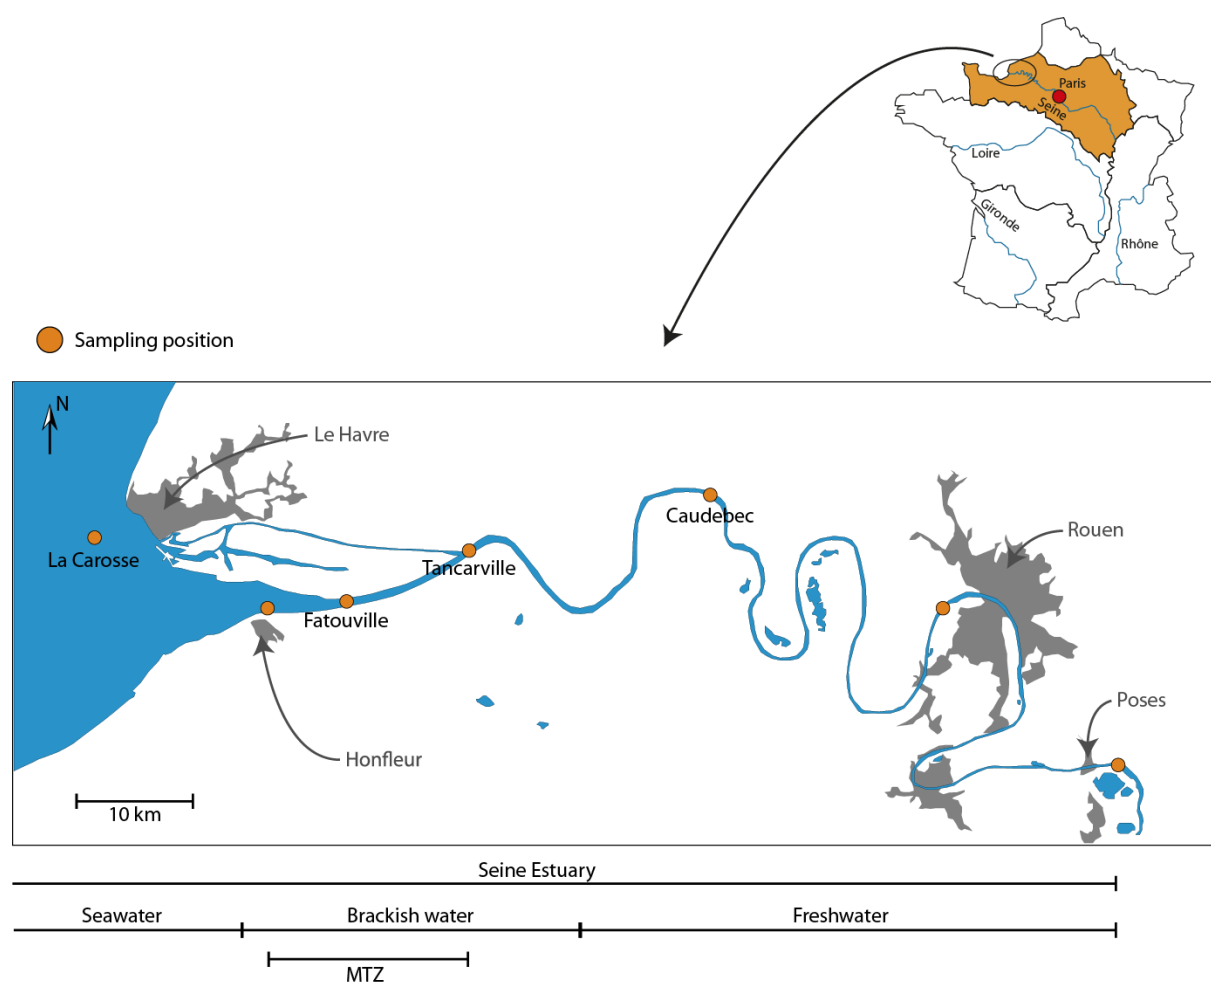 Paris
Seine
Loire
Gironde
Rhône
Sampling position
N
Le Havre
La Carosse
Tancarville
Fatouville
Caudebec
Rouen
Poses
Honfleur
10 km
Seine Estuary
Seawater
Brackish water
Freshwater
MTZ